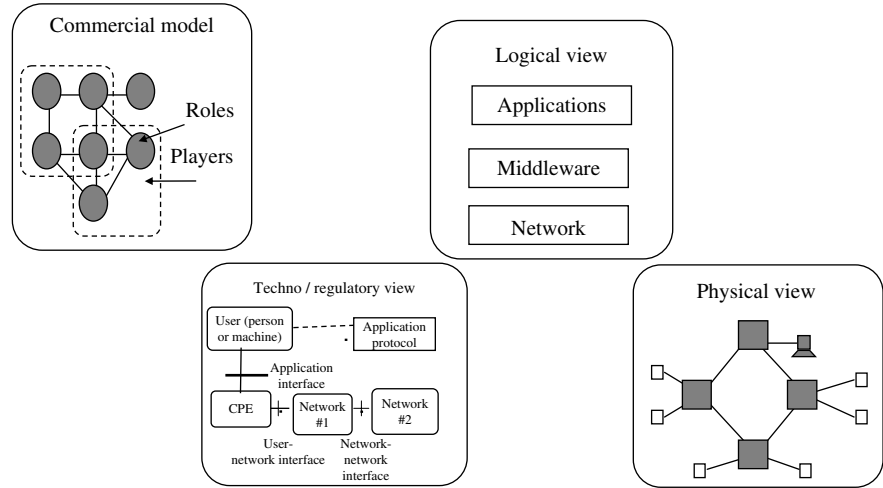 Commercial model
Roles
Players
Logical view
Applications
Middleware
Network
Techno / regulatory view
User (person
or machine)
Application
protocol
Application
interface
CPE
Network
#1
Network
#2
User-
network interface
Network-
network
interface
Physical view